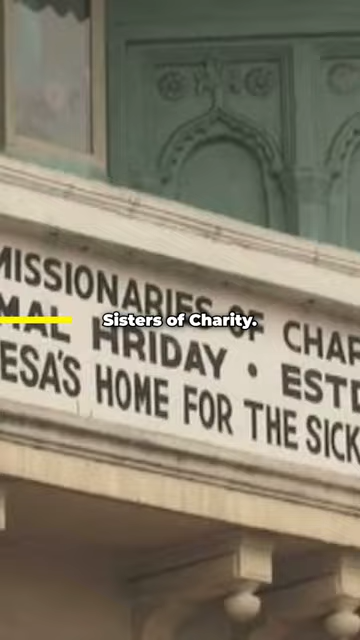 MISSIONARIES OF CHAR
MAL HRIDAY • ESTD
ESA'S HOME FOR THE SICK
Sisters of Charity.